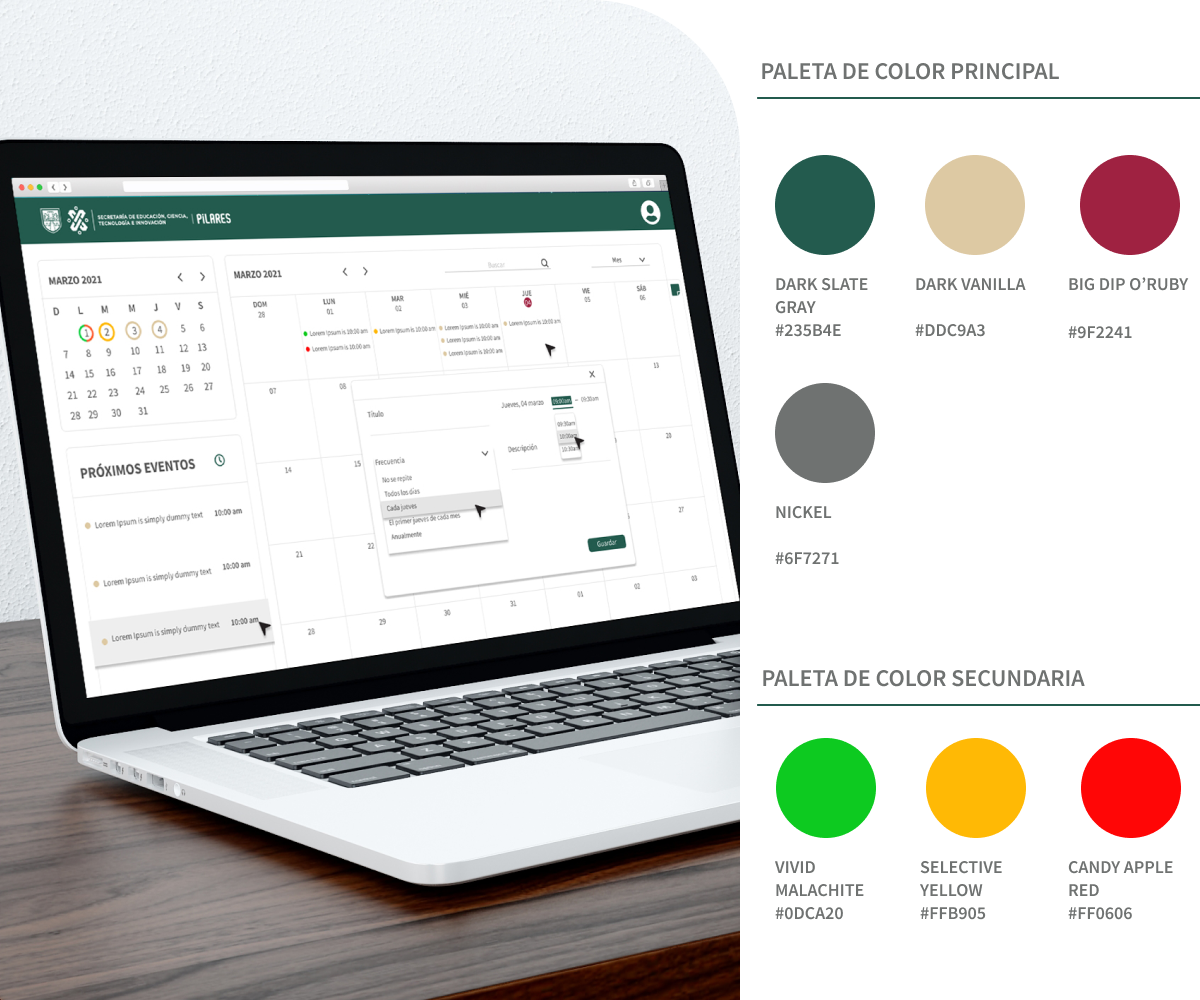 SECRETARÍA DE EDUCACIÓN, CIENCIA,
TECNOLOGÍA E INNOVACIÓN
PILARES
MARZO 2021
D L M M J V S
1 2 3 4 5 6
7 8 9 10 11 12 13
14 15 16 17 18 19 20
21 22 23 24 25 26 27
28 29 30 31
PRÓXIMOS EVENTOS
Lorem Ipsum is simply dummy text 10:00 am
Lorem Ipsum is simply dummy text 10:00 am
Lorem Ipsum is simply dummy text 10:00 am
MARZO 2021
Buscar
Mes
DOM LUN MAR MIÉ JUE VIE SÁB
28 01 02 03 04 05 06
Lorem Ipsum is 10:00 am
Lorem Ipsum is 10:00 am
Lorem Ipsum is 10:00 am
Lorem Ipsum is 10:00 am
Lorem Ipsum is 10:00 am
Lorem Ipsum is 10:00 am
Lorem Ipsum is 10:00 am
07 08 13
14 15 20
21 22 27
28 29 30 31 01 02 03
Título
Jueves, 04 marzo 09:00am – 10:00am
09:30am
10:00am
10:30am
Frecuencia
No se repite
Todos los días
Cada jueves
El primer jueves de cada mes
Anualmente
Descripción
Guardar
PALETA DE COLOR PRINCIPAL
DARK SLATE
GRAY
#235B4E
DARK VANILLA
#DDC9A3
BIG DIP O’RUBY
#9F2241
NICKEL
#6F7271
PALETA DE COLOR SECUNDARIA
VIVID
MALACHITE
#0DCA20
SELECTIVE
YELLOW
#FFB905
CANDY APPLE
RED
#FF0606